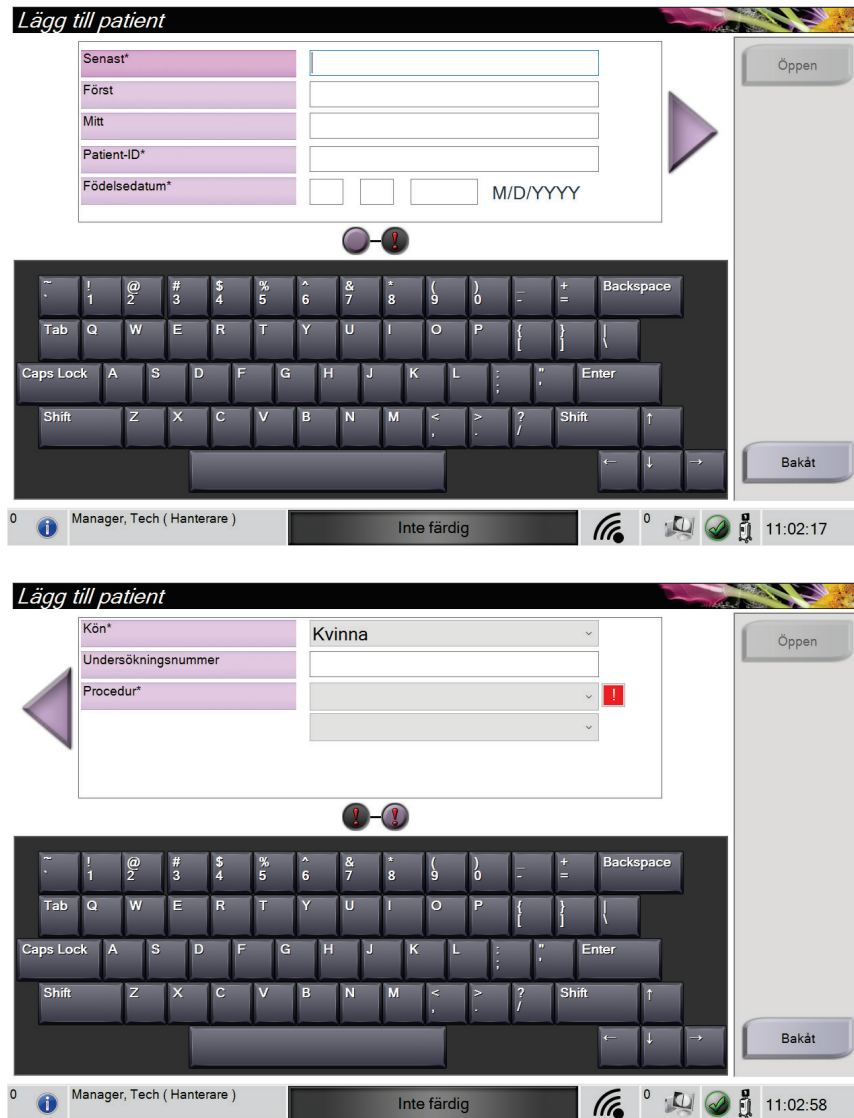 Lägg till patient
Senast*
Öppen
Först
Mitt
Patient-ID*
Födelsedatum*
M/D/YYYY
~ ! @ # $ % ^ & * ( ) _ + Backspace
` 1 2 3 4 5 6 7 8 9 0 - =
Tab Q W E R T Y U I O P { } |
[ ] \
Caps Lock A S D F G H J K L : " Enter
; '
Shift Z X C V B N M < > ? Shift ↑
, . /
← ↓ →
Bakåt
0 Manager, Tech ( Hanterare ) Inte färdig 0 11:02:17
Lägg till patient
Kön* Kvinna
Öppen
Undersökningsnummer
Procedur* !
~ ! @ # $ % ^ & * ( ) _ + Backspace
` 1 2 3 4 5 6 7 8 9 0 - =
Tab Q W E R T Y U I O P { } |
[ ] \
Caps Lock A S D F G H J K L : " Enter
; '
Shift Z X C V B N M < > ? Shift ↑
, . /
← ↓ →
Bakåt
0 Manager, Tech ( Hanterare ) Inte färdig 0 11:02:58